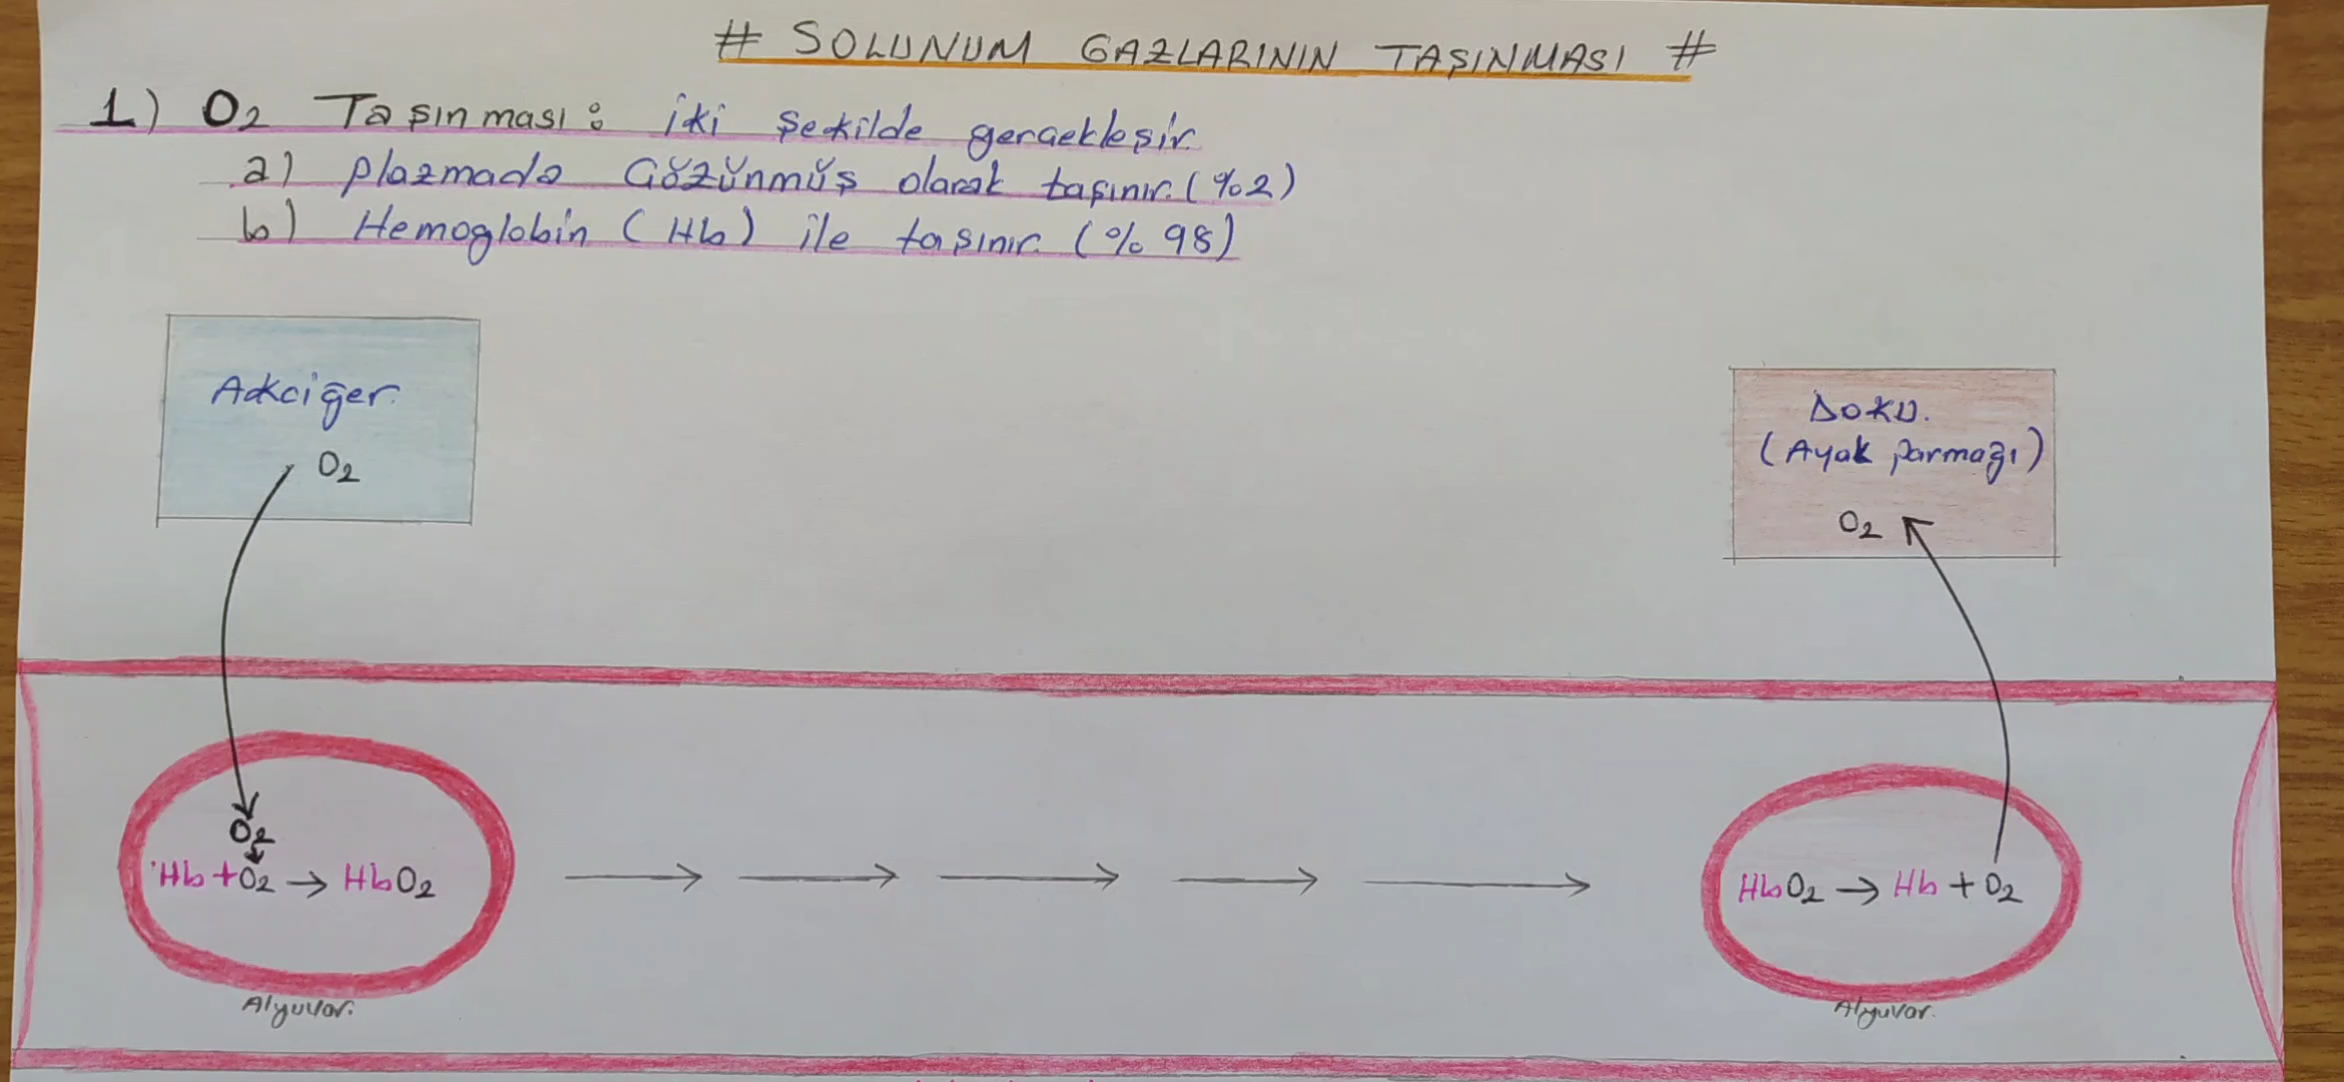 # SOLUNUM GAZLARININ TAŞINMASI #
1) O₂ Taşınması: iki şekilde gerçekleşir.
a) plazmada Çözünmüş olarak taşınır. (%2)
b) Hemoglobin (Hb) ile taşınır. (% 98)
Akciğer.
O₂
DOKU.
(Ayak parmağı)
O₂
O₂
Hb + O₂ → HbO₂
Alyuvar.
HbO₂ → Hb + O₂
Alyuvar.